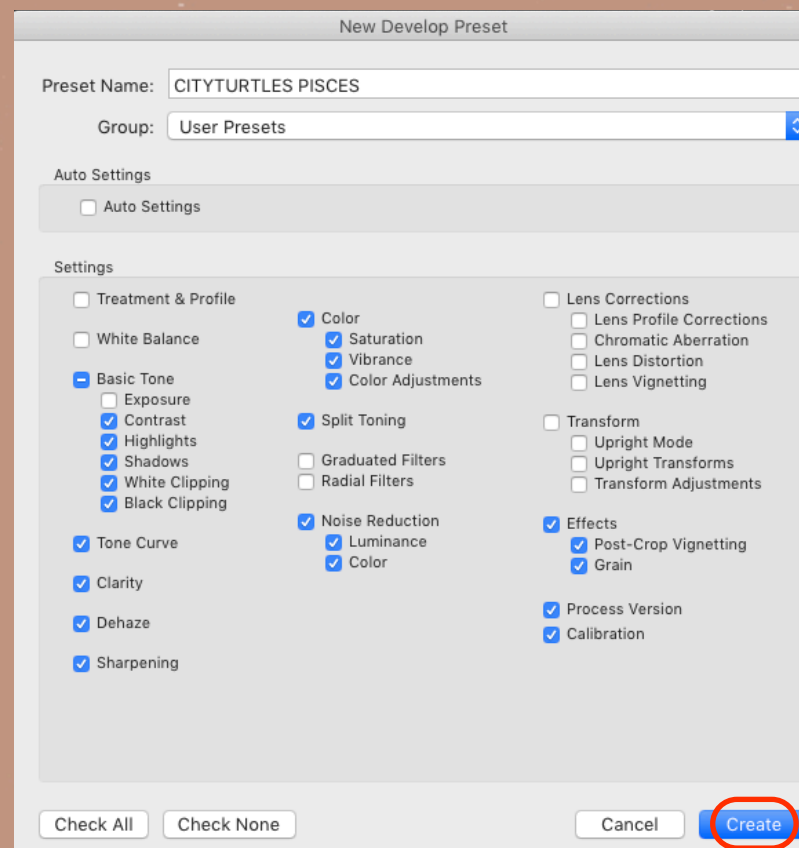 New Develop Preset
Preset Name: CITYTURTLES PISCES
Group: User Presets
Auto Settings
Auto Settings
Settings
Treatment & Profile
White Balance
Basic Tone
Exposure
Contrast
Highlights
Shadows
White Clipping
Black Clipping
Tone Curve
Clarity
Dehaze
Sharpening
Color
Saturation
Vibrance
Color Adjustments
Split Toning
Graduated Filters
Radial Filters
Noise Reduction
Luminance
Color
Lens Corrections
Lens Profile Corrections
Chromatic Aberration
Lens Distortion
Lens Vignetting
Transform
Upright Mode
Upright Transforms
Transform Adjustments
Effects
Post-Crop Vignetting
Grain
Process Version
Calibration
Check All Check None Cancel Create